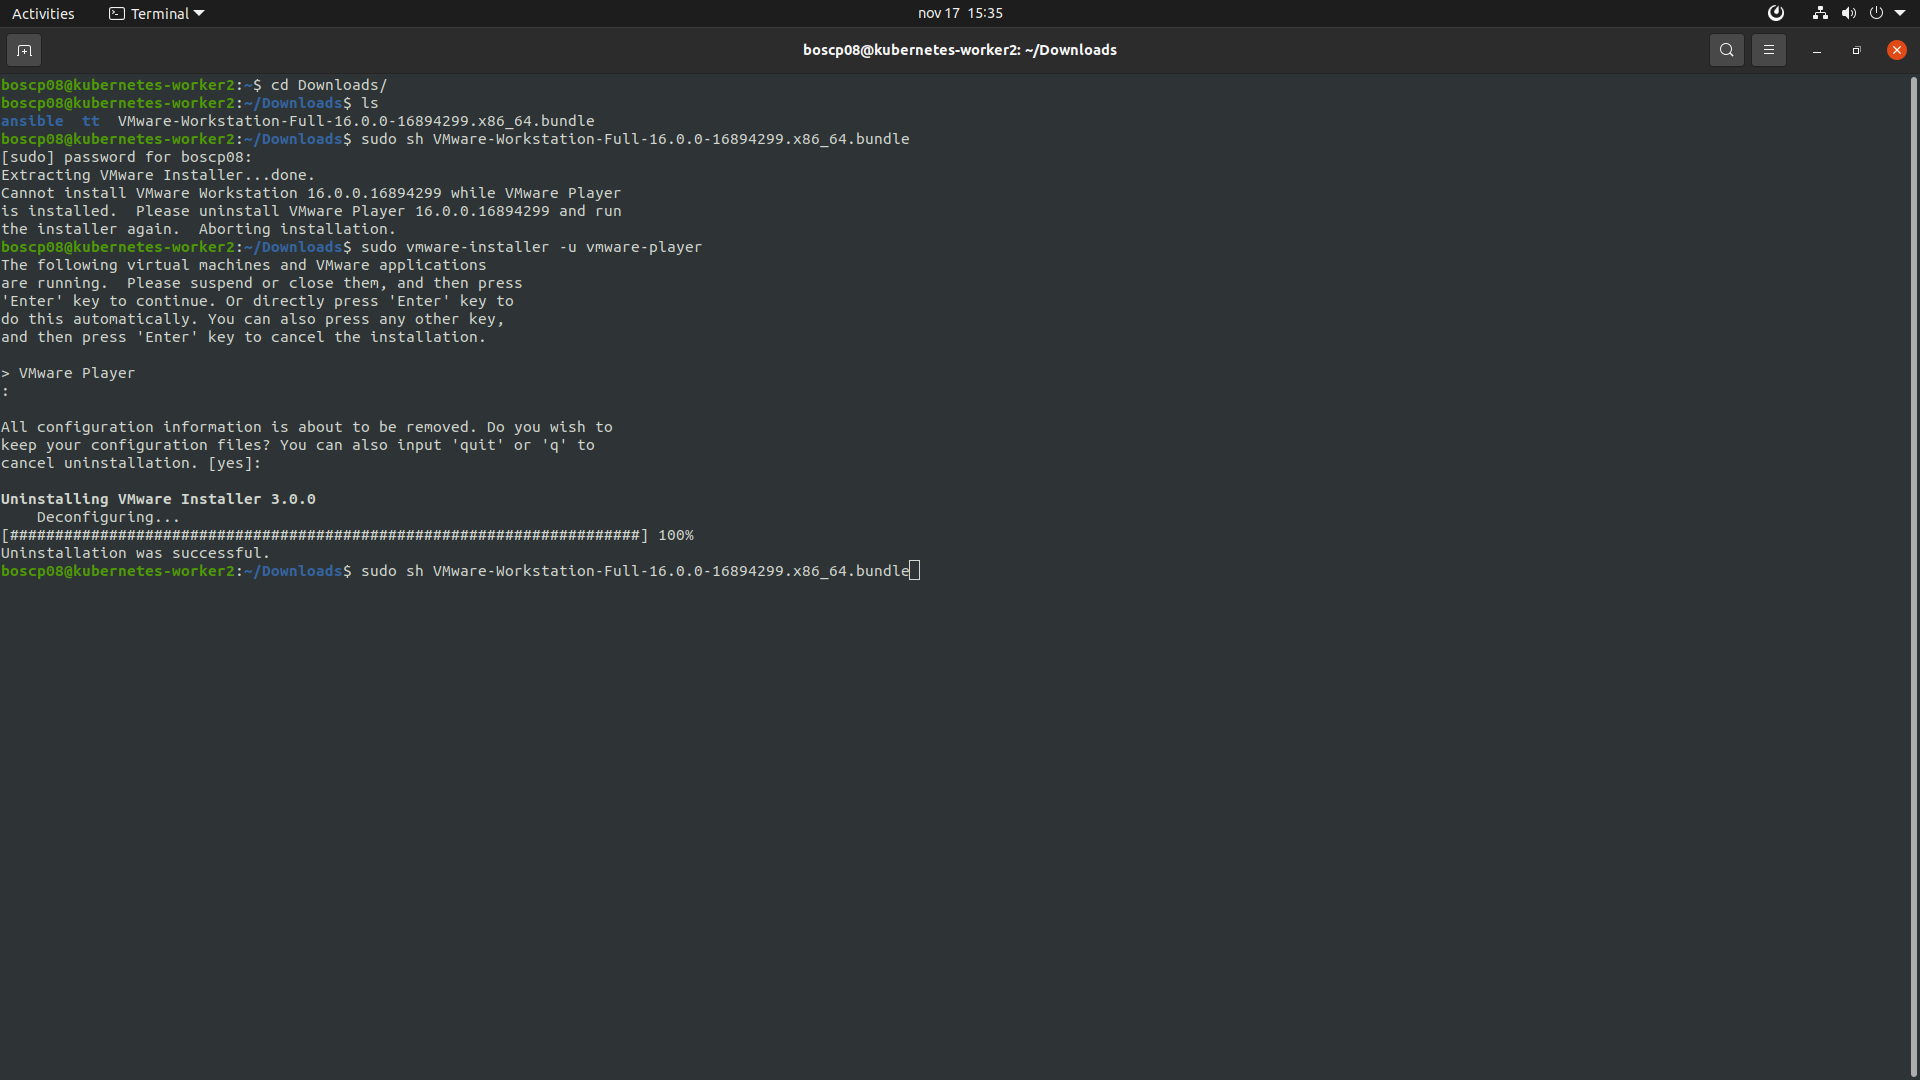 Activities Terminal nov 17 15:35
boscp08@kubernetes-worker2: ~/Downloads
boscp08@kubernetes-worker2:~$ cd Downloads/
boscp08@kubernetes-worker2:~/Downloads$ ls
ansible tt VMware-Workstation-Full-16.0.0-16894299.x86_64.bundle
boscp08@kubernetes-worker2:~/Downloads$ sudo sh VMware-Workstation-Full-16.0.0-16894299.x86_64.bundle
[sudo] password for boscp08:
Extracting VMware Installer...done.
Cannot install VMware Workstation 16.0.0.16894299 while VMware Player
is installed.  Please uninstall VMware Player 16.0.0.16894299 and run
the installer again.  Aborting installation.
boscp08@kubernetes-worker2:~/Downloads$ sudo vmware-installer -u vmware-player
The following virtual machines and VMware applications
are running.  Please suspend or close them, and then press
'Enter' key to continue. Or directly press 'Enter' key to
do this automatically. You can also press any other key,
and then press 'Enter' key to cancel the installation.
> VMware Player
:
All configuration information is about to be removed. Do you wish to
keep your configuration files? You can also input 'quit' or 'q' to
cancel uninstallation. [yes]:
Uninstalling VMware Installer 3.0.0
Deconfiguring...
[######################################################################] 100%
Uninstallation was successful.
boscp08@kubernetes-worker2:~/Downloads$ sudo sh VMware-Workstation-Full-16.0.0-16894299.x86_64.bundle